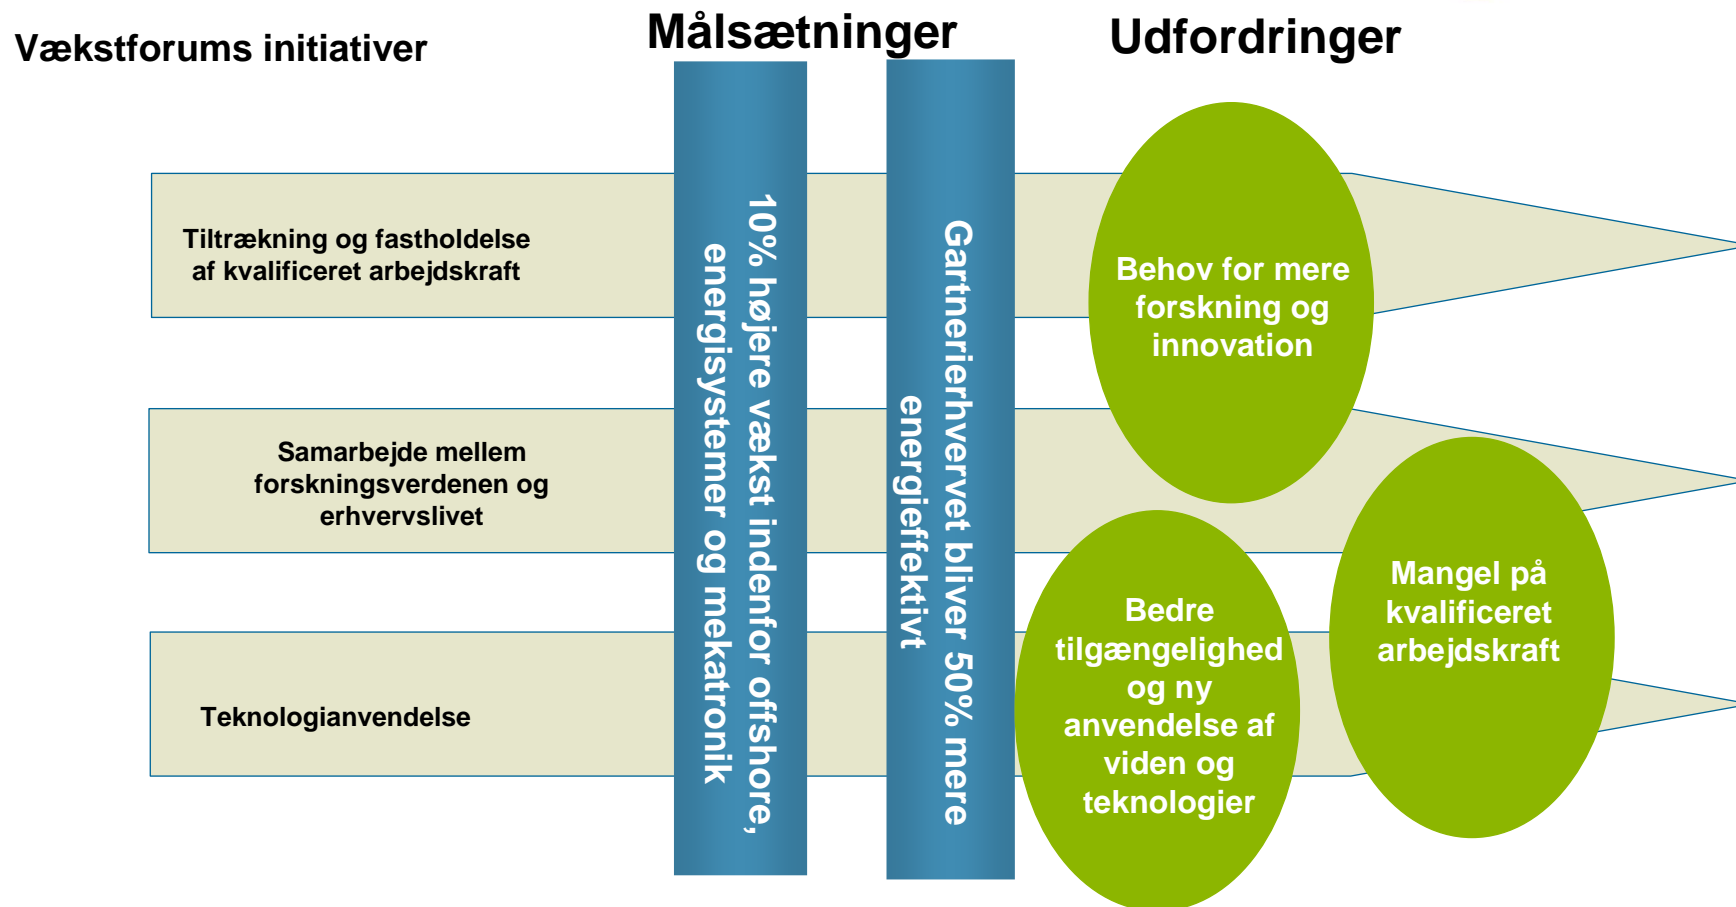 Vækstforums initiativer
Målsætninger
Udfordringer
Tiltrækning og fastholdelse
af kvalificeret arbejdskraft
Samarbejde mellem
forskningsverdenen og
erhvervslivet
Teknologianvendelse
10% højere vækst indenfor offshore,
energisystemer og mekatronik
Gartnerierhvervet bliver 50% mere
energieffektivt
Behov for mere
forskning og
innovation
Bedre
tilgængelighed
og ny
anvendelse af
viden og
teknologier
Mangel på
kvalificeret
arbejdskraft